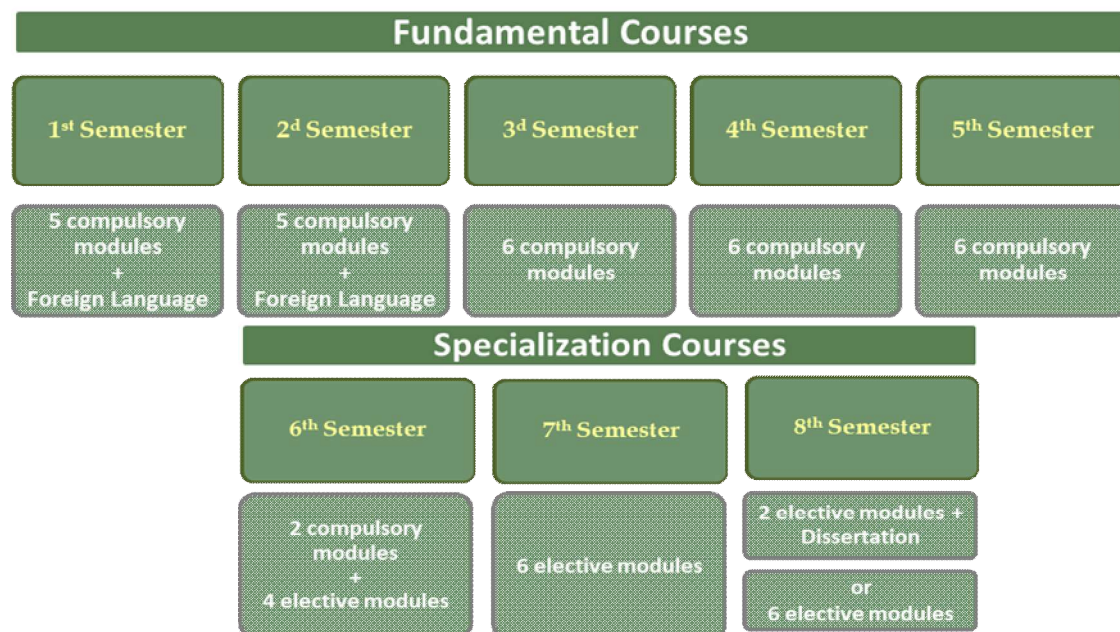 Fundamental Courses
1st Semester
2d Semester
3d Semester
4th Semester
5th Semester
5 compulsory
modules
+
Foreign Language
5 compulsory
modules
+
Foreign Language
6 compulsory
modules
6 compulsory
modules
6 compulsory
modules
Specialization Courses
6th Semester
7th Semester
8th Semester
2 compulsory
modules
+
4 elective modules
6 elective modules
2 elective modules +
Dissertation
or
6 elective modules